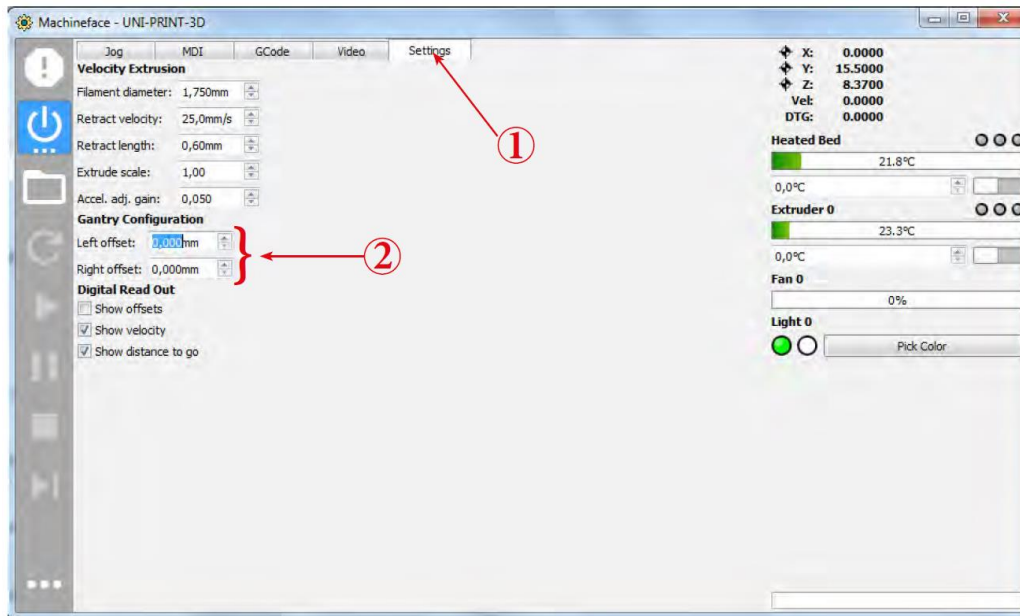 Machineface - UNI-PRINT-3D
Jog MDI GCode Video Settings
Velocity Extrusion
Filament diameter: 1,750mm
Retract velocity: 25,0mm/s
Retract length: 0,60mm
Extrude scale: 1,00
Accel. adj. gain: 0,050
Gantry Configuration
Left offset: 0,000mm
Right offset: 0,000mm
Digital Read Out
Show offsets
Show velocity
Show distance to go
1
2
X: 0.0000
Y: 15.5000
Z: 8.3700
Vel: 0.0000
DTG: 0.0000
Heated Bed
21.8°C
0,0°C
Extruder 0
23.3°C
0,0°C
Fan 0
0%
Light 0
Pick Color